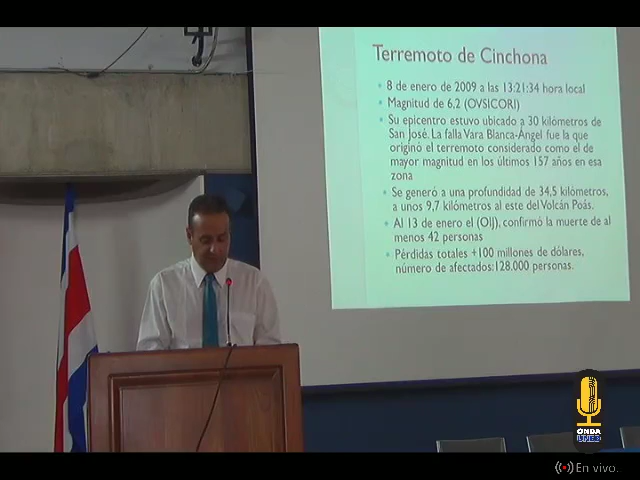 Terremoto de Cinchona
• 8 de enero de 2009 a las 13:21:34 hora local
• Magnitud de 6,2 (OVSICORI)
• Su epicentro estuvo ubicado a 30 kilómetros de
San José. La falla Vara Blanca-Ángel fue la que
originó el terremoto considerado como el de
mayor magnitud en los últimos 157 años en esa
zona
• Se generó a una profundidad de 34,5 kilómetros,
a unos 9,7 kilómetros al este del Volcán Poás.
• Al 13 de enero el (OIJ), confirmó la muerte de al
menos 42 personas
• Pérdidas totales +100 millones de dólares,
número de afectados:128.000 personas.
ONDA
UNED
En vivo.